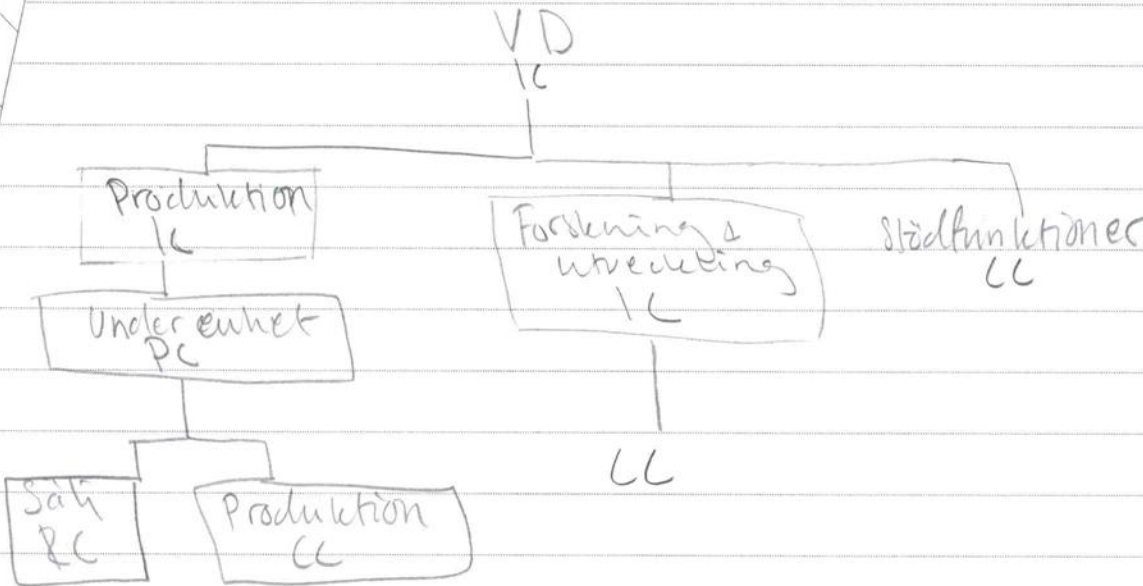 VD
IC
Produktion
IC
Forskning &
utveckling
IC
Stödfunktioner
CC
Underenhet
PC
CC
Sälj
RC
Produktion
CC